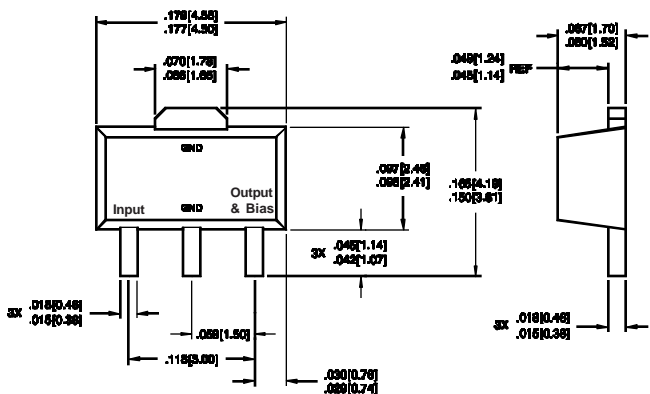 .179[4.55]
.177[4.50]
.070[1.78]
.067[1.70]
.060[1.52]
.049[1.24]
.045[1.14] REF
GND
.097[2.46]
.095[2.41]
.165[4.19]
.150[3.81]
Input
GND
Output
& Bias
3X .045[1.14]
.042[1.07]
3X .018[0.46]
.015[0.38]
.059[1.50]
3X .018[0.46]
.015[0.38]
.118[3.00]
.030[0.76]
.029[0.74]